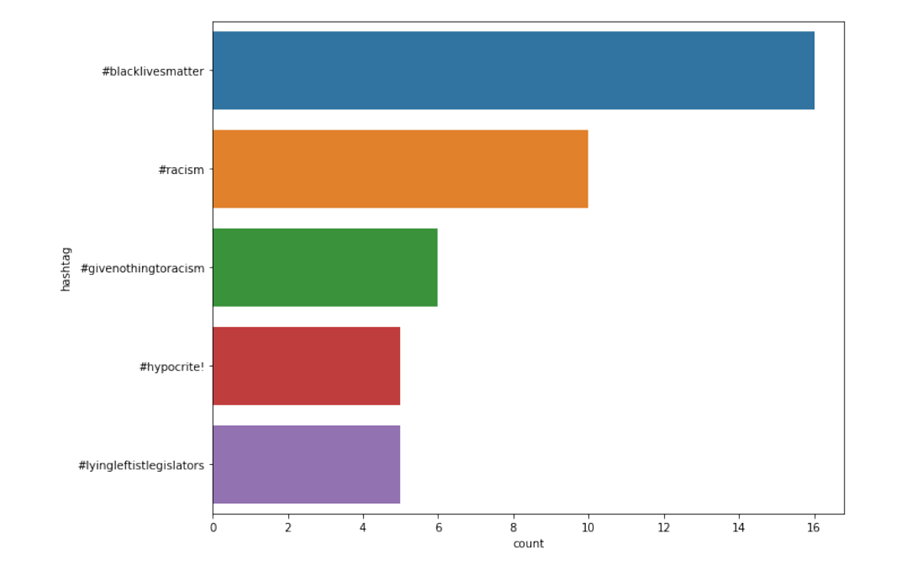 #blacklivesmatter
#racism
#givenothingtoracism
#hypocrite!
#lyingleftistlegislators
hashtag
0 2 4 6 8 10 12 14 16
count